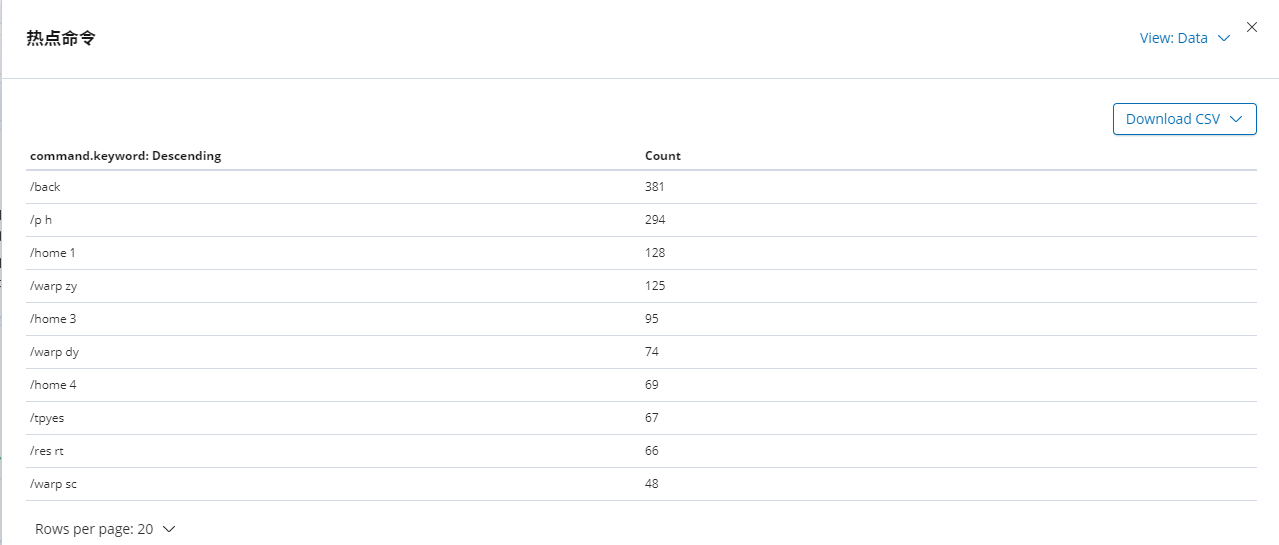 热点命令
View: Data
Download CSV
command.keyword: Descending Count
/back 381
/p h 294
/home 1 128
/warp zy 125
/home 3 95
/warp dy 74
/home 4 69
/tpyes 67
/res rt 66
/warp sc 48
Rows per page: 20